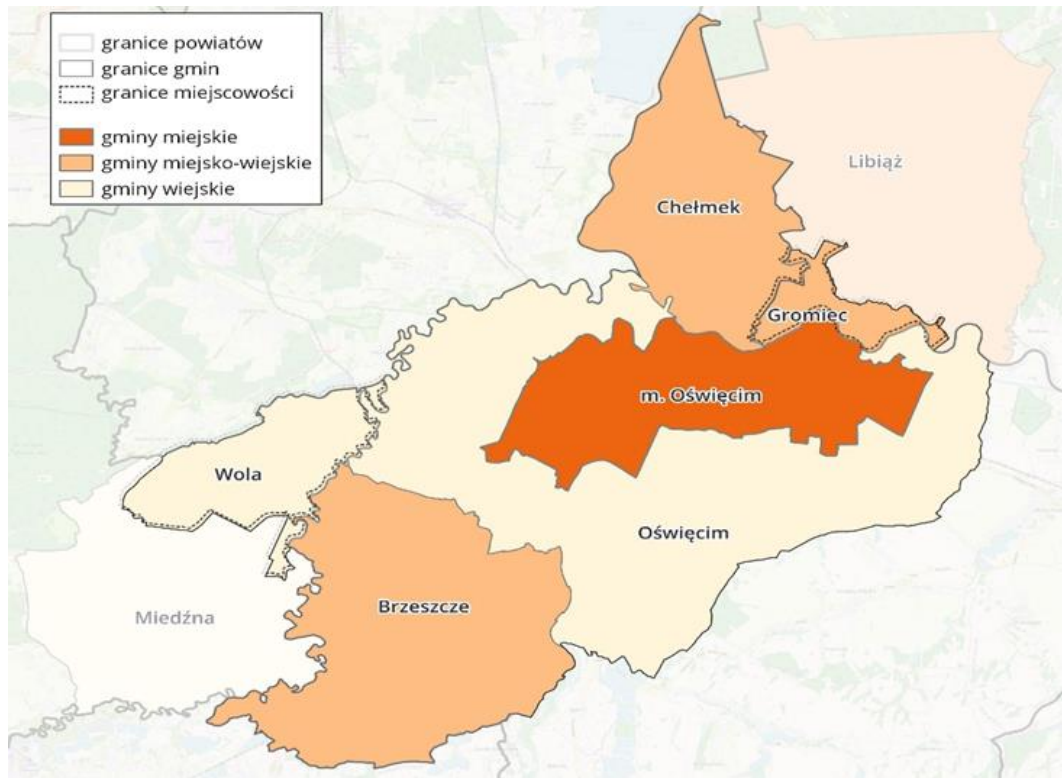 granice powiatów
granice gmin
granice miejscowości
gminy miejskie
gminy miejsko-wiejskie
gminy wiejskie
Libiąż
Chełmek
Gromiec
m. Oświęcim
Wola
Oświęcim
Brzeszcze
Miedźna